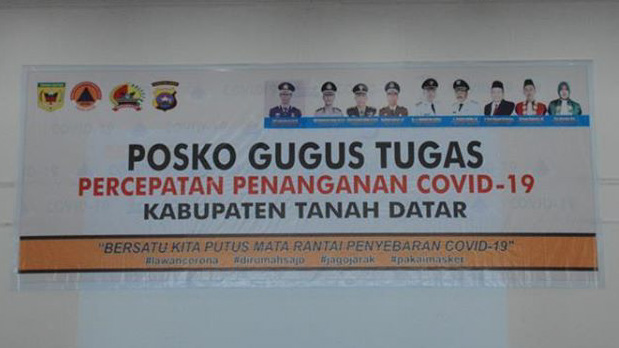 POSKO GUGUS TUGAS
PERCEPATAN PENANGANAN COVID-19
KABUPATEN TANAH DATAR
"BERSATU KITA PUTUS MATA RANTAI PENYEBARAN COVID-19"
#lawancorona #dirumahsajo #jagojarak #pakaimasker